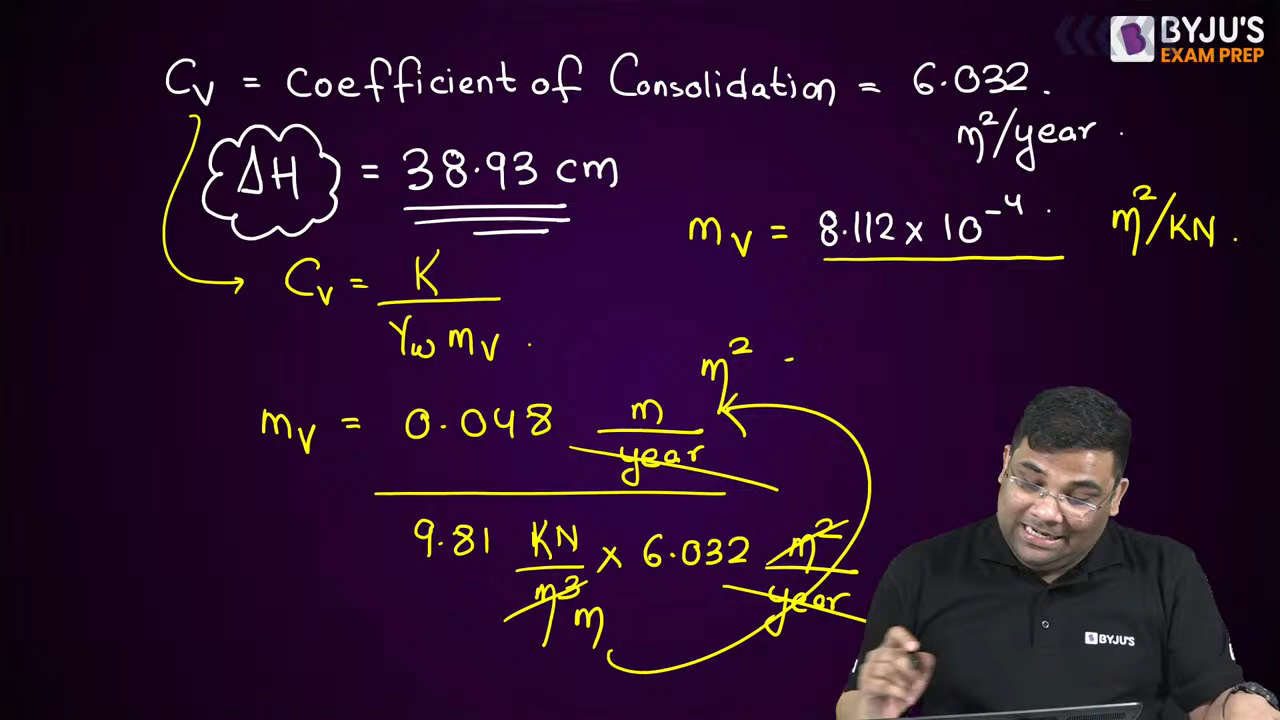 BYJU'S
EXAM PREP
Cv = Coefficient of Consolidation = 6.032
m²/year
ΔH = 38.93 cm
mv = 8.112 × 10⁻⁴ m²/KN
Cv = K
γw mv
m²
mv = 0.048 m
year
9.81 KN × 6.032 m²
m³ year
m
BYJU'S